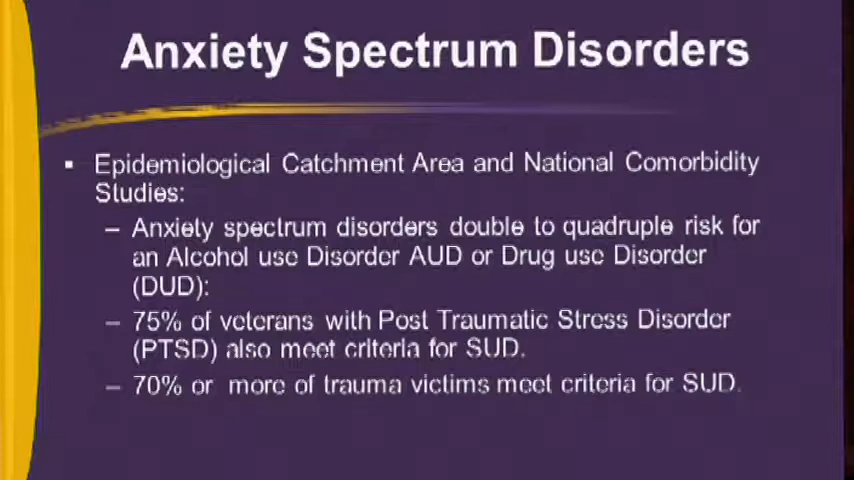 Anxiety Spectrum Disorders
▪ Epidemiological Catchment Area and National Comorbidity
Studies:
– Anxiety spectrum disorders double to quadruple risk for
an Alcohol use Disorder AUD or Drug use Disorder
(DUD):
– 75% of veterans with Post Traumatic Stress Disorder
(PTSD) also meet criteria for SUD.
– 70% or more of trauma victims meet criteria for SUD.